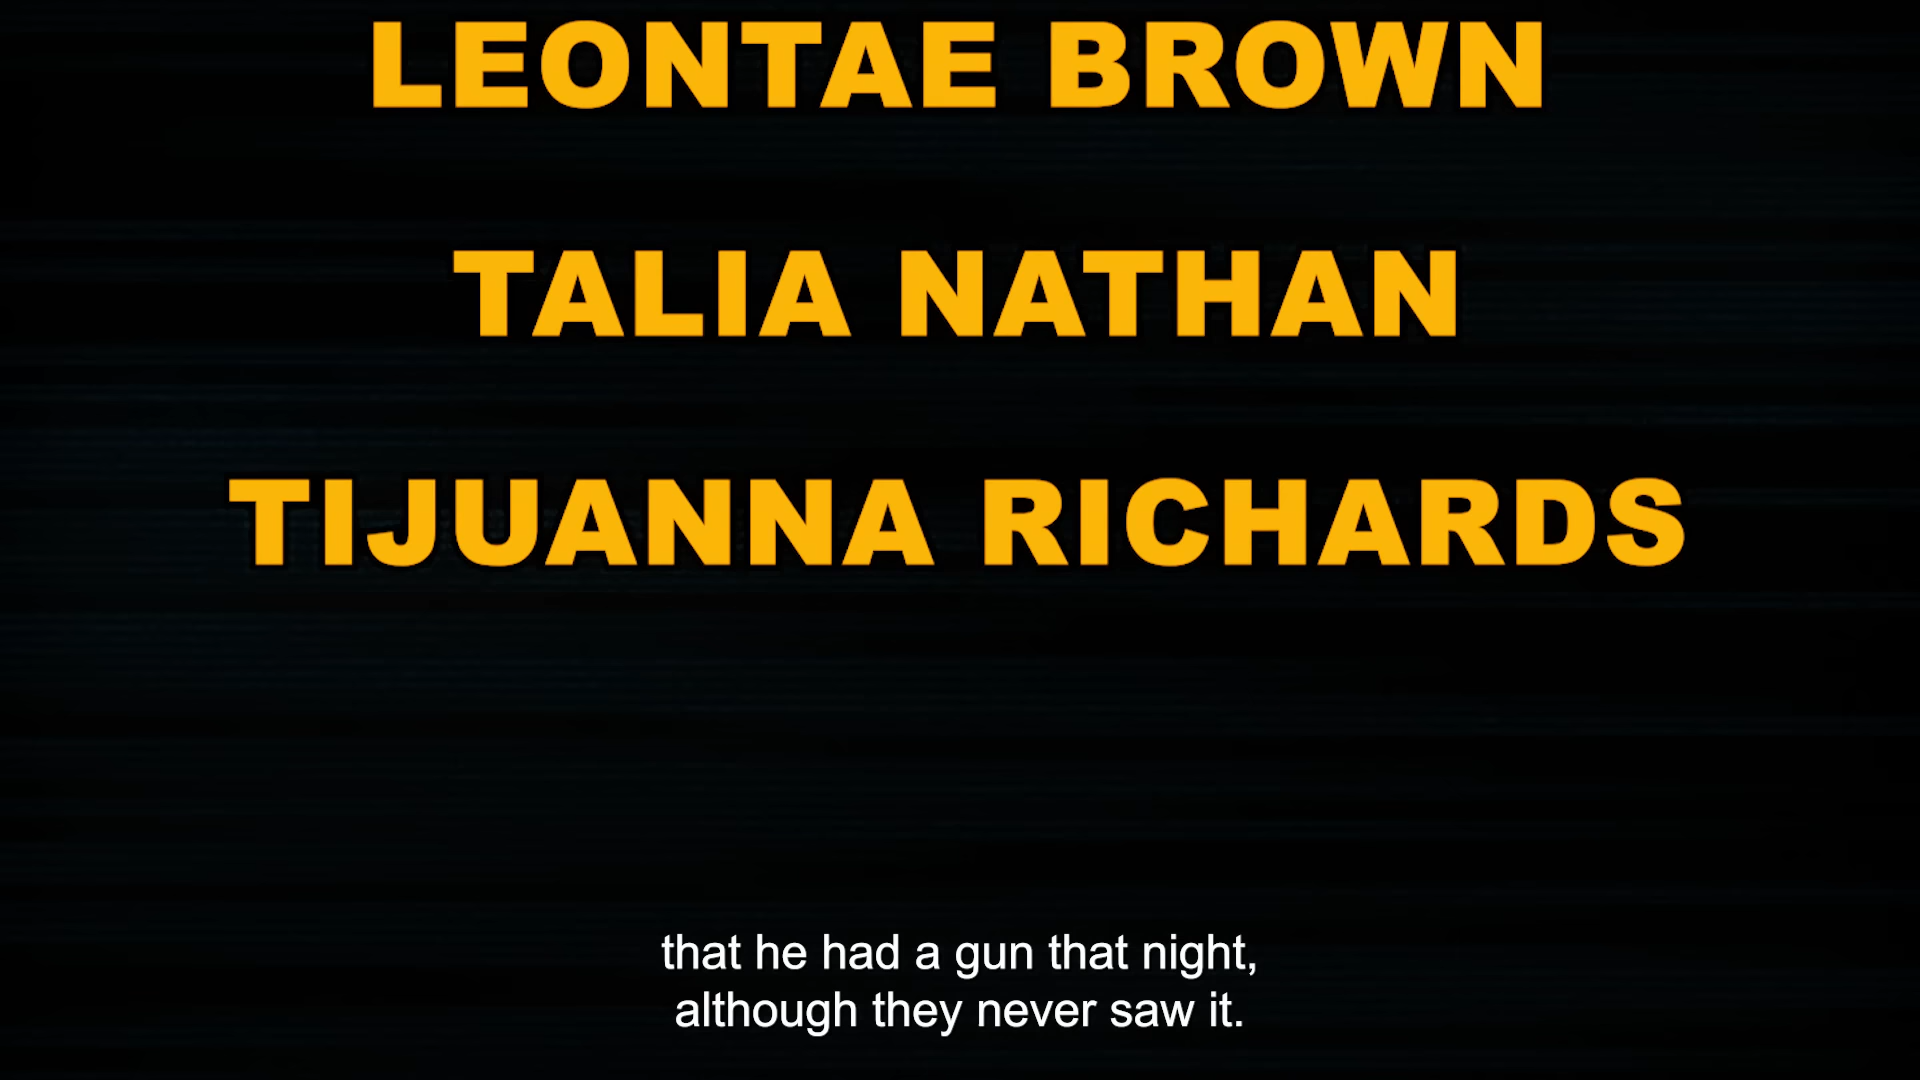 LEONTAE BROWN
TALIA NATHAN
TIJUANNA RICHARDS
that he had a gun that night,
although they never saw it.